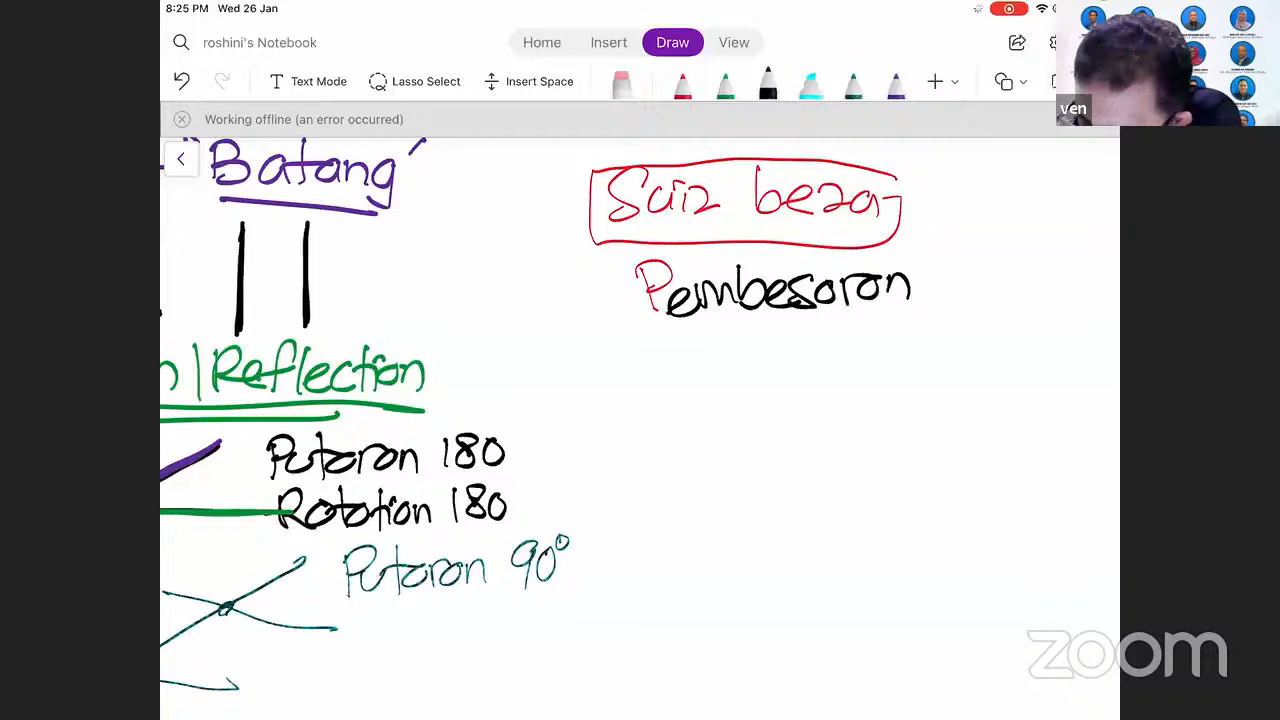 8:25 PM Wed 26 Jan
roshini's Notebook
Home Insert Draw View
Text Mode Lasso Select Insert Space
Working offline (an error occurred)
ven
"Batang"
Saiz beza
Pembesaran
n/Reflection
Putaran 180
Rotation 180
Putaran 90°
zoom